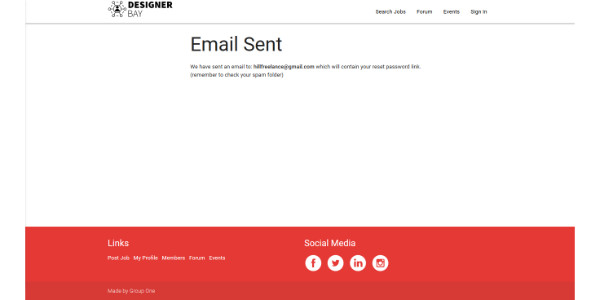 DESIGNER
BAY
Search Jobs Forum Events Sign In
Email Sent
We have sent an email to: hillfreelance@gmail.com which will contain your reset password link.
(remember to check your spam folder)
Links
Social Media
Post Job My Profile Members Forum Events
Made by Group One